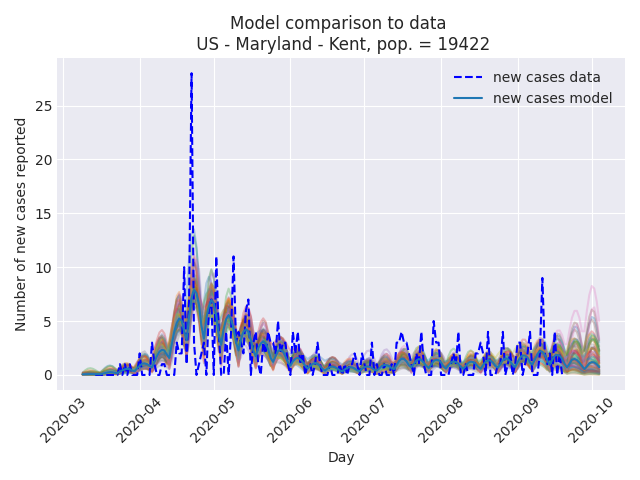 Model comparison to data
US - Maryland - Kent, pop. = 19422
new cases data
new cases model
Number of new cases reported
25
20
15
10
5
0
2020-03
2020-04
2020-05
2020-06
2020-07
2020-08
2020-09
2020-10
Day